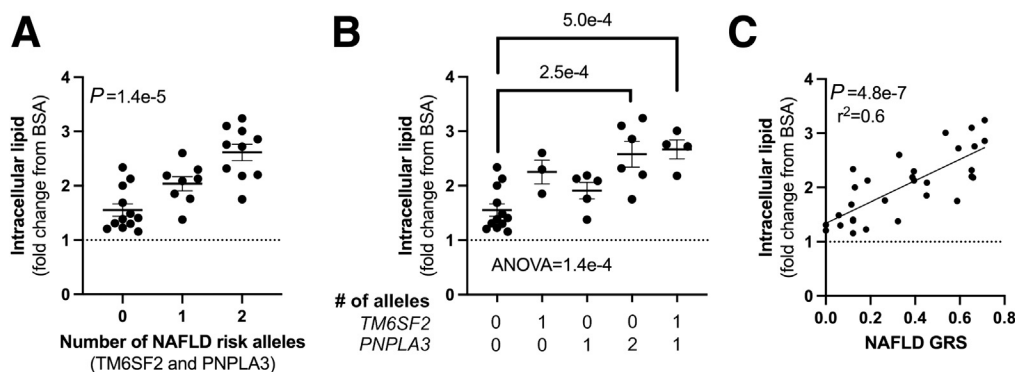 A
Intracellular lipid
(fold change from BSA)
P=1.4e-5
4
3
2
1
0
0 1 2
Number of NAFLD risk alleles
(TM6SF2 and PNPLA3)
B
Intracellular lipid
(fold change from BSA)
5.0e-4
2.5e-4
4
3
2
1
0
ANOVA=1.4e-4
# of alleles
TM6SF2 0 1 0 0 1
PNPLA3 0 0 1 2 1
C
Intracellular lipid
(fold change from BSA)
P=4.8e-7
r²=0.6
4
3
2
1
0
0.0 0.2 0.4 0.6 0.8
NAFLD GRS